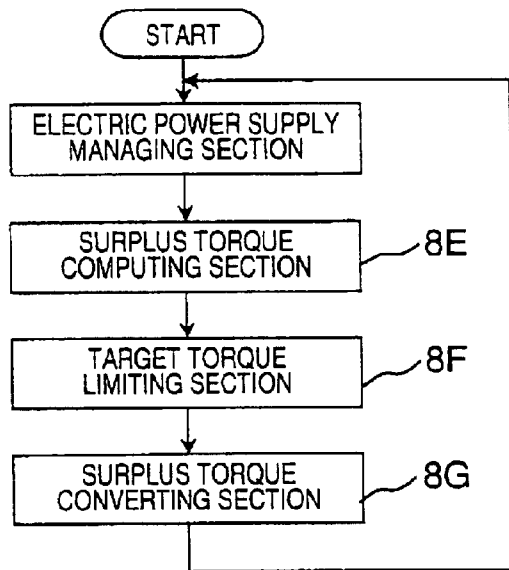 START
ELECTRIC POWER SUPPLY
MANAGING SECTION
SURPLUS TORQUE
COMPUTING SECTION
8E
TARGET TORQUE
LIMITING SECTION
8F
SURPLUS TORQUE
CONVERTING SECTION
8G